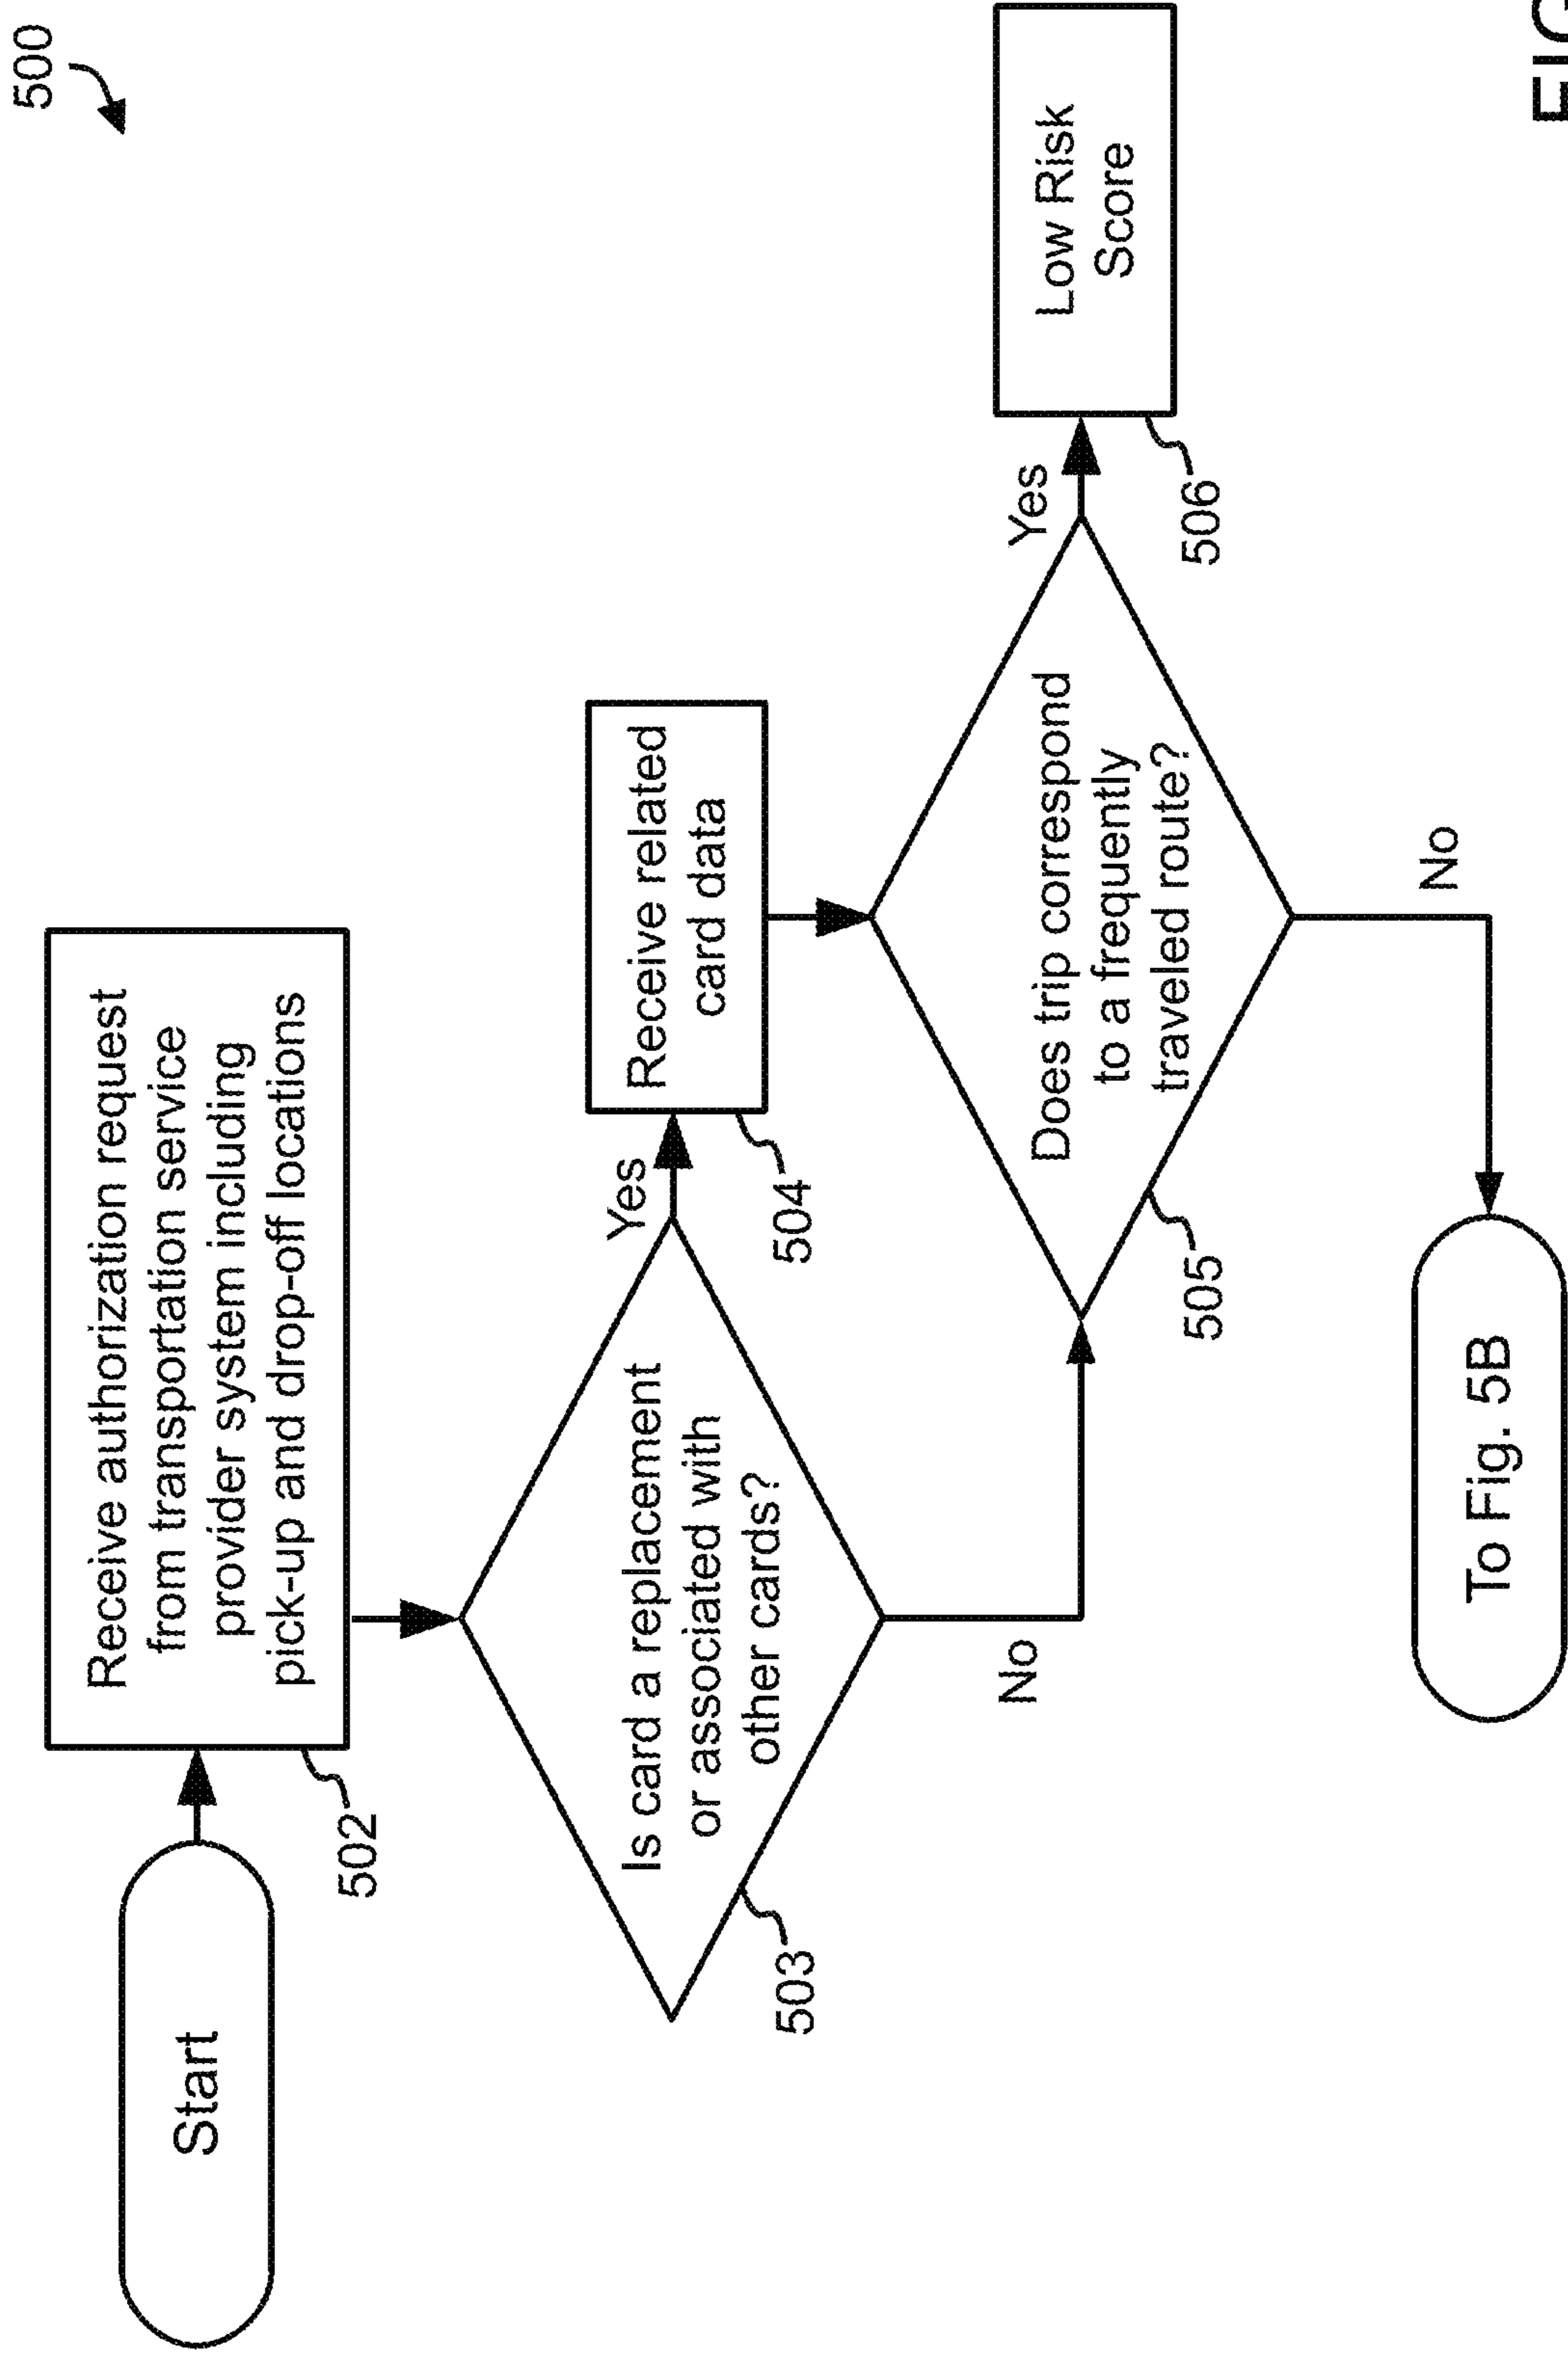 500
Start
502
Receive authorization request
from transportation service
provider system including
pick-up and drop-off locations
503
Is card a replacement
or associated with
other cards?
Yes
No
504
Receive related
card data
505
Does trip correspond
to a frequently
traveled route?
Yes
No
506
Low Risk
Score
To Fig. 5B